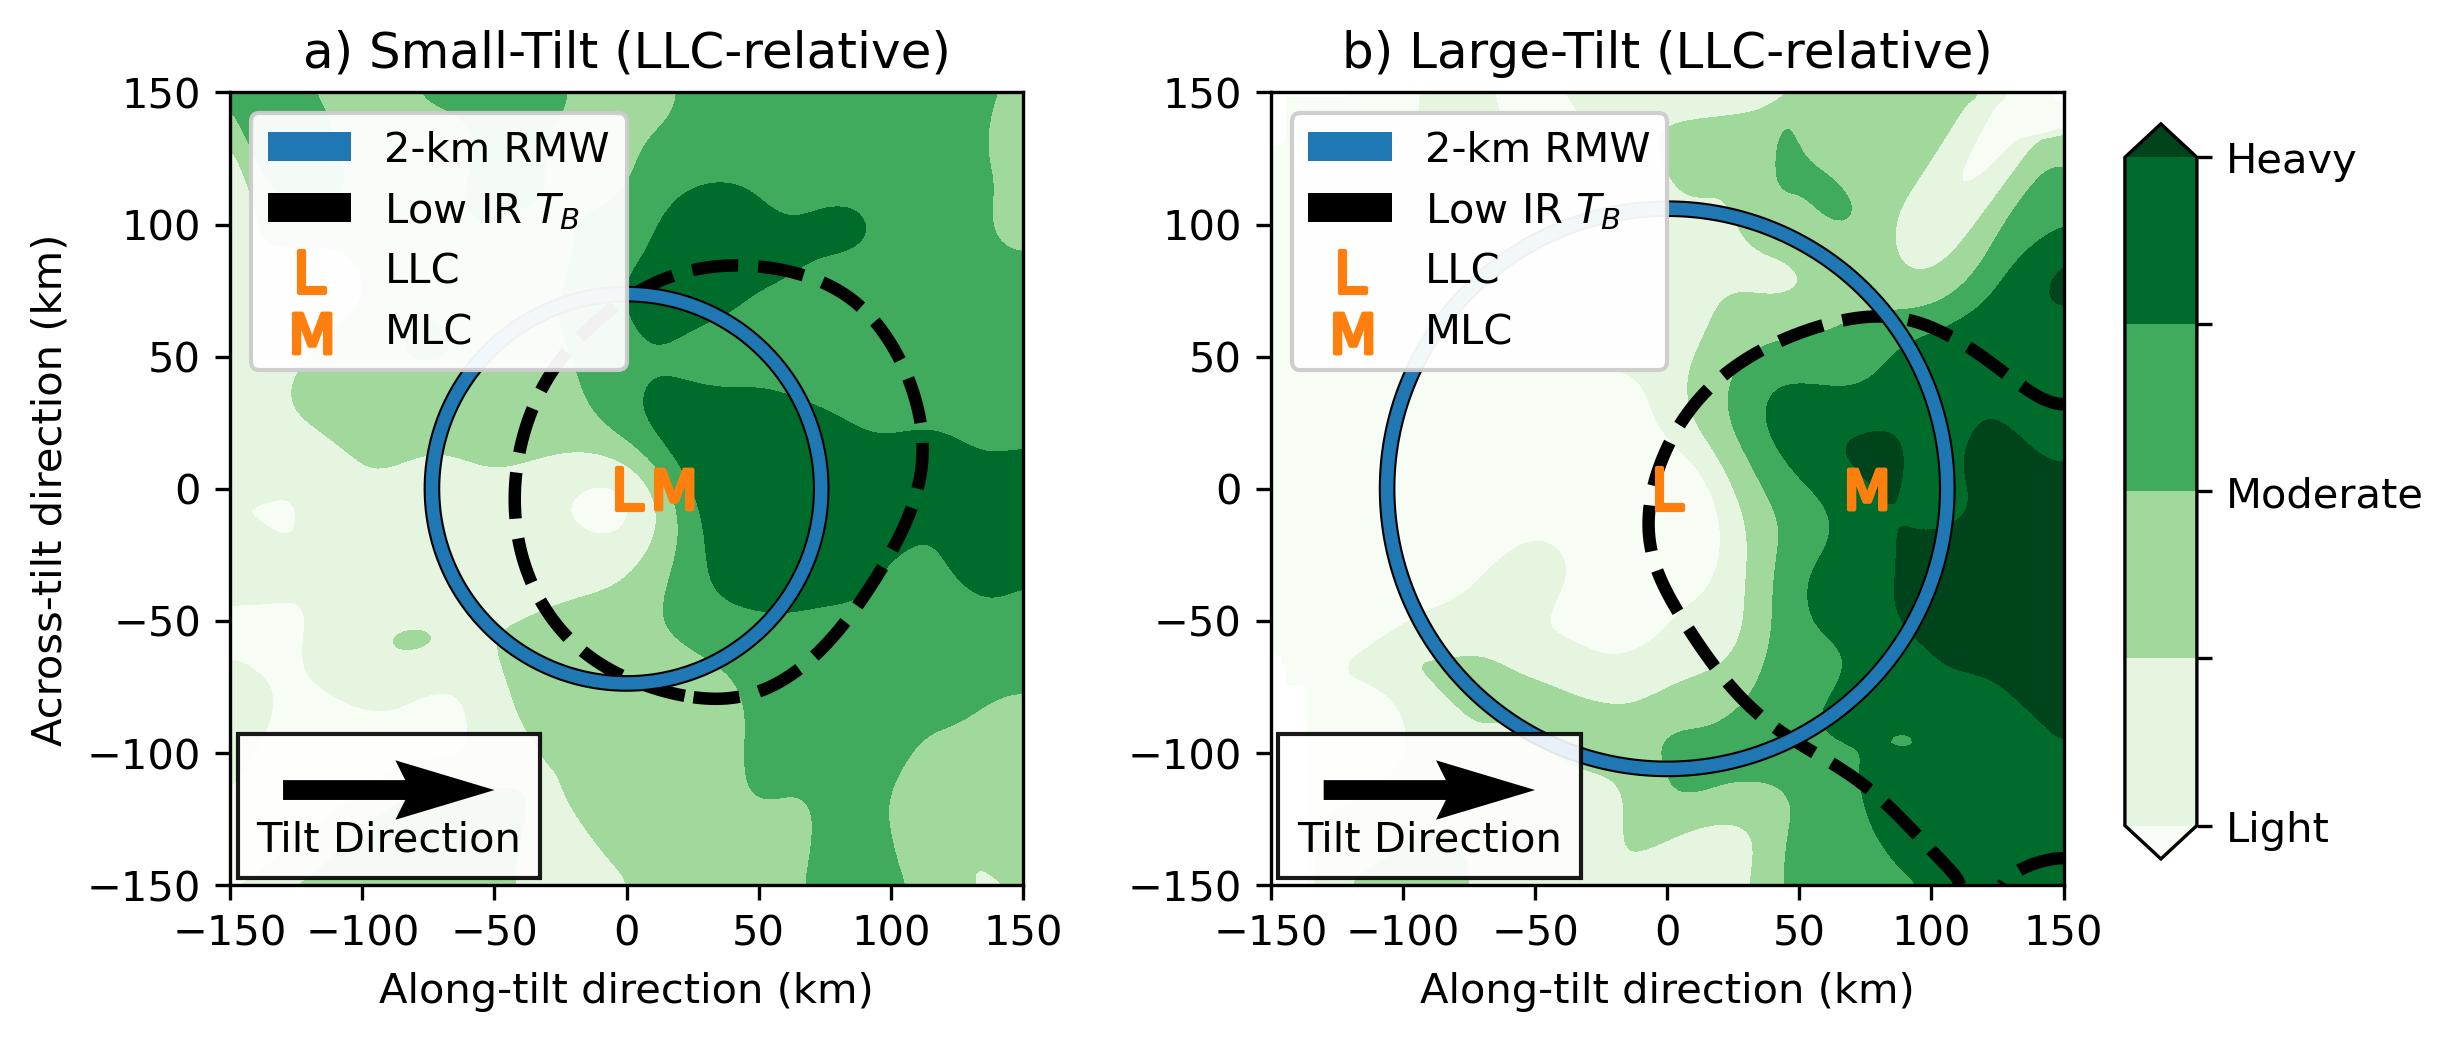 a) Small-Tilt (LLC-relative)
150
100
50
0
−50
−100
−150
−150
−100
−50
0
50
100
150
Across-tilt direction (km)
Along-tilt direction (km)
2-km RMW
Low IR T_B
L LLC
M MLC
L M
Tilt Direction
b) Large-Tilt (LLC-relative)
150
100
50
0
−50
−100
−150
−150
−100
−50
0
50
100
150
Along-tilt direction (km)
2-km RMW
Low IR T_B
L LLC
M MLC
L M
Tilt Direction
Heavy
Moderate
Light